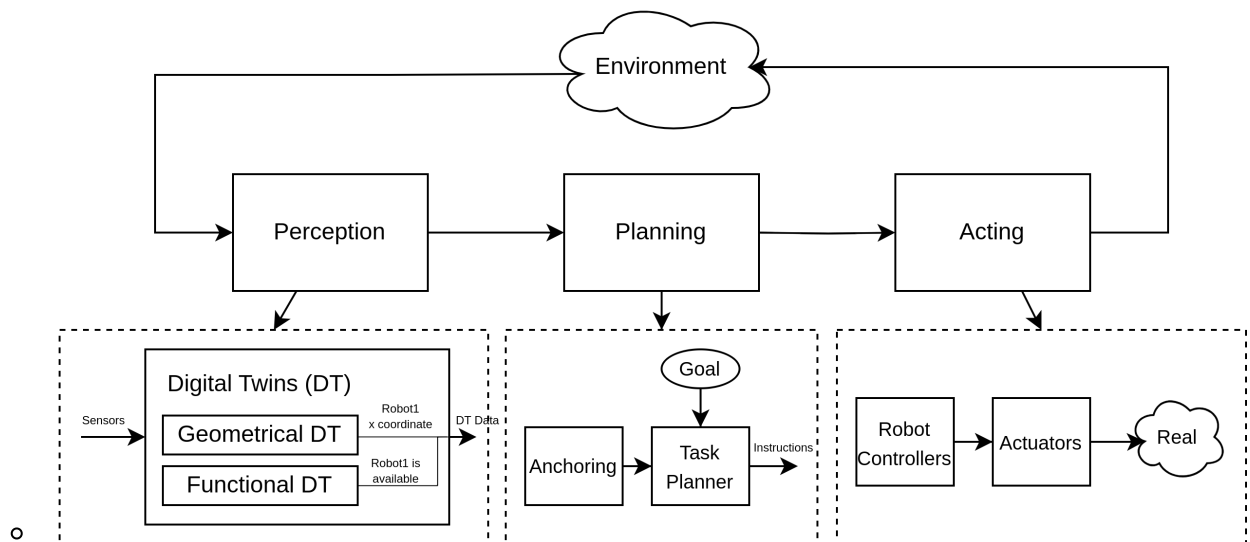 Environment
Perception
Planning
Acting
Digital Twins (DT)
Sensors
Robot1
x coordinate
DT Data
Geometrical DT
Robot1 is
available
Functional DT
Goal
Anchoring
Task
Planner
Instructions
Robot
Controllers
Actuators
Real